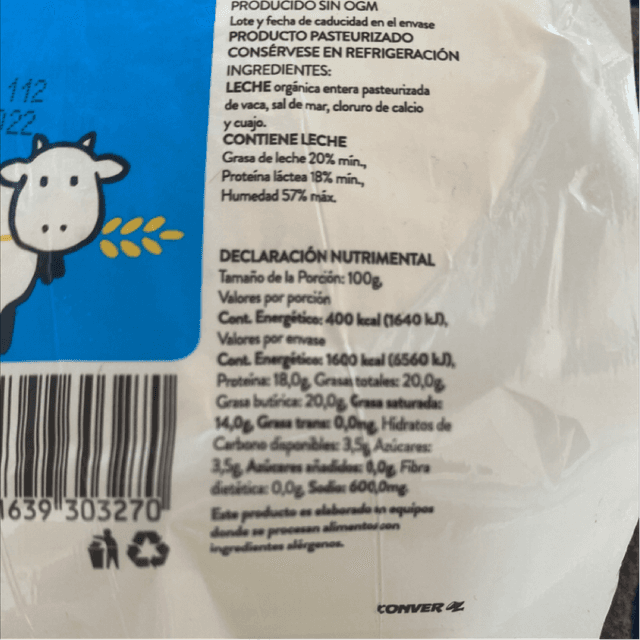 PRODUCIDO SIN OGM
Lote y fecha de caducidad en el envase
PRODUCTO PASTEURIZADO
CONSÉRVESE EN REFRIGERACIÓN
INGREDIENTES:
LECHE orgánica entera pasteurizada
de vaca, sal de mar, cloruro de calcio
y cuajo.
CONTIENE LECHE
Grasa de leche 20% mín.,
Proteína láctea 18% mín.,
Humedad 57% máx.
112
922
DECLARACIÓN NUTRIMENTAL
Tamaño de la Porción: 100g,
Valores por porción
Cont. Energético: 400 kcal (1640 kJ),
Valores por envase
Cont. Energético: 1600 kcal (6560 kJ),
Proteína: 18,0g, Grasas totales: 20,0g,
Grasa butírica: 20,0g, Grasa saturada:
14,0g, Grasa trans: 0,0mg, Hidratos de
Carbono disponibles: 3,5g, Azúcares:
3,5g, Azúcares añadidos: 0,0g, Fibra
dietética: 0,0g, Sodio: 600,0mg.
Este producto es elaborado en equipos
donde se procesan alimentos con
ingredientes alérgenos.
1639 303270
CONVER